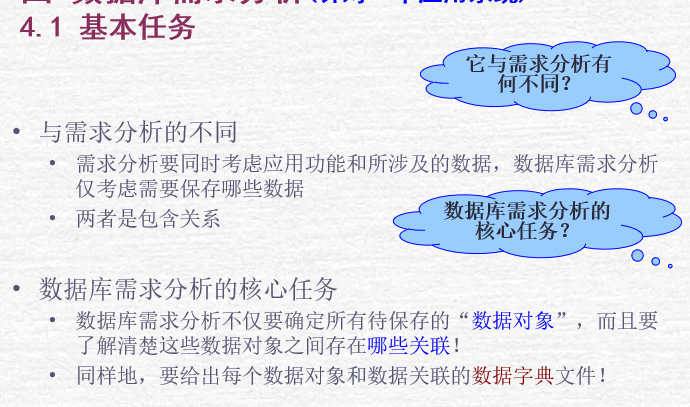 4.1 基本任务
它与需求分析有
何不同？
• 与需求分析的不同
• 需求分析要同时考虑应用功能和所涉及的数据，数据库需求分析
仅考虑需要保存哪些数据
• 两者是包含关系
数据库需求分析的
核心任务？
• 数据库需求分析的核心任务
• 数据库需求分析不仅要确定所有待保存的“数据对象”，而且要
了解清楚这些数据对象之间存在哪些关联！
• 同样地，要给出每个数据对象和数据关联的数据字典文件！